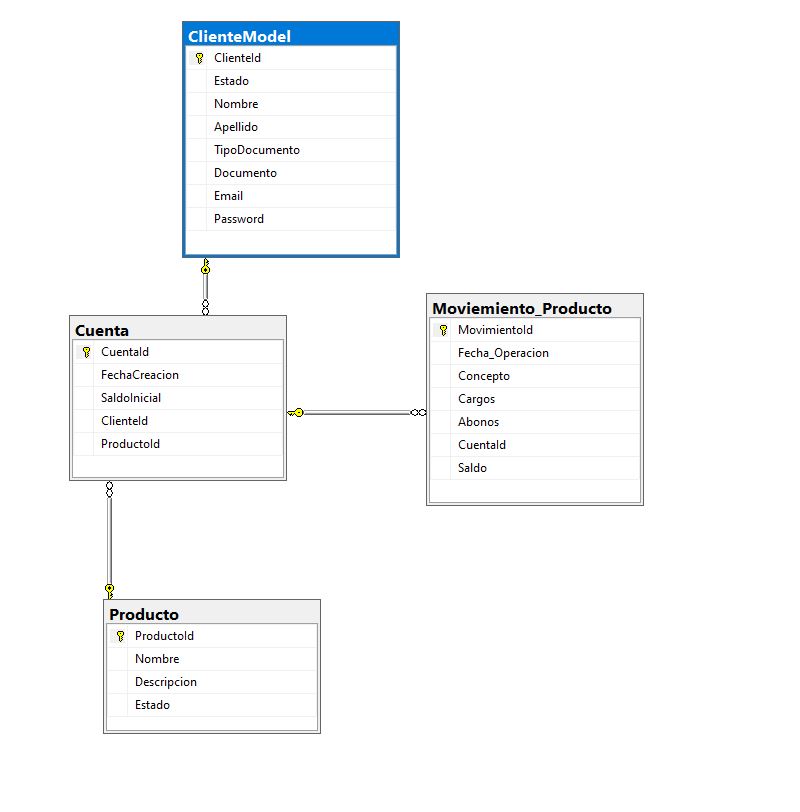 ClienteModel
ClienteId
Estado
Nombre
Apellido
TipoDocumento
Documento
Email
Password
Cuenta
CuentaId
FechaCreacion
SaldoInicial
ClienteId
ProductoId
Moviemiento_Producto
MovimientoId
Fecha_Operacion
Concepto
Cargos
Abonos
CuentaId
Saldo
Producto
ProductoId
Nombre
Descripcion
Estado